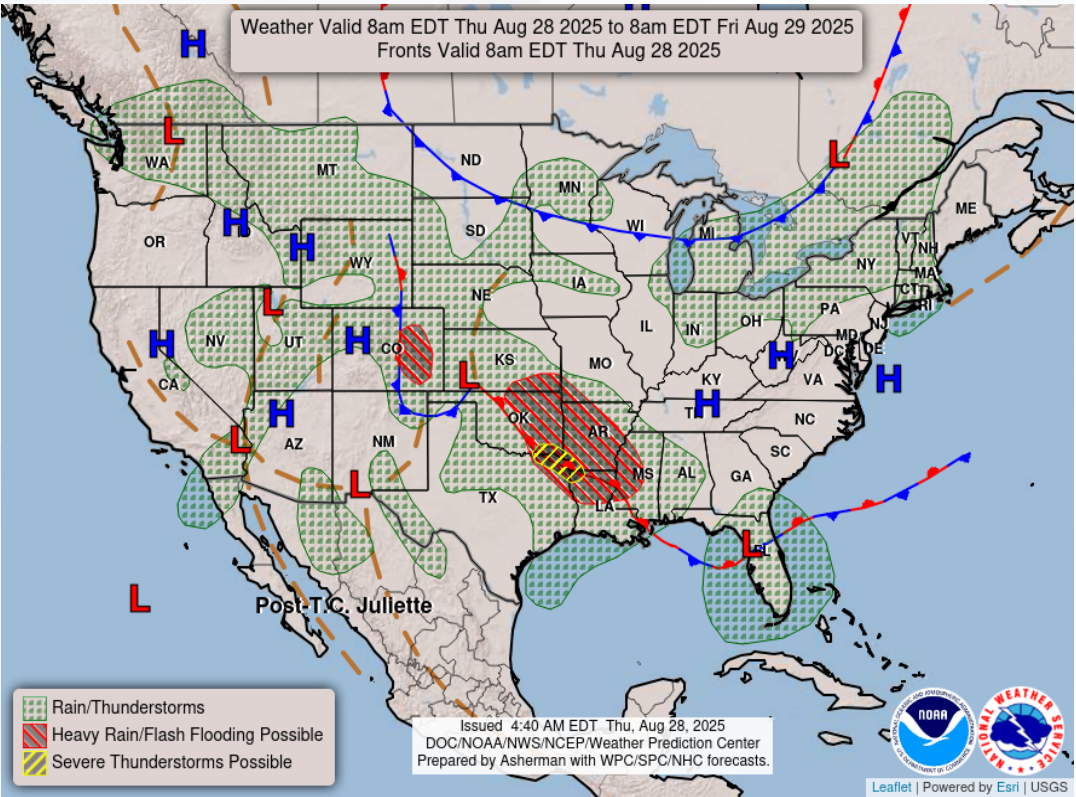 Weather Valid 8am EDT Thu Aug 28 2025 to 8am EDT Fri Aug 29 2025
Fronts Valid 8am EDT Thu Aug 28 2025
H
L
L
WA
MT
ND
MN
ME
H
OR
H
WY
SD
WI
MI
VT
NH
NY
MA
CT
RI
L
NE
IA
PA
NJ
H
NV
UT
H
CO
IL
IN
OH
MD
DE
DC
H
CA
L
KS
MO
KY
VA
H
H
H
L
AZ
NM
OK
AR
NC
SC
L
TX
MS
AL
GA
LA
L
FL
L
Post-T.C. Juliette
Rain/Thunderstorms
Heavy Rain/Flash Flooding Possible
Severe Thunderstorms Possible
Issued 4:40 AM EDT Thu, Aug 28, 2025
DOC/NOAA/NWS/NCEP/Weather Prediction Center
Prepared by Asherman with WPC/SPC/NHC forecasts.
NOAA
NATIONAL WEATHER SERVICE
Leaflet | Powered by Esri | USGS